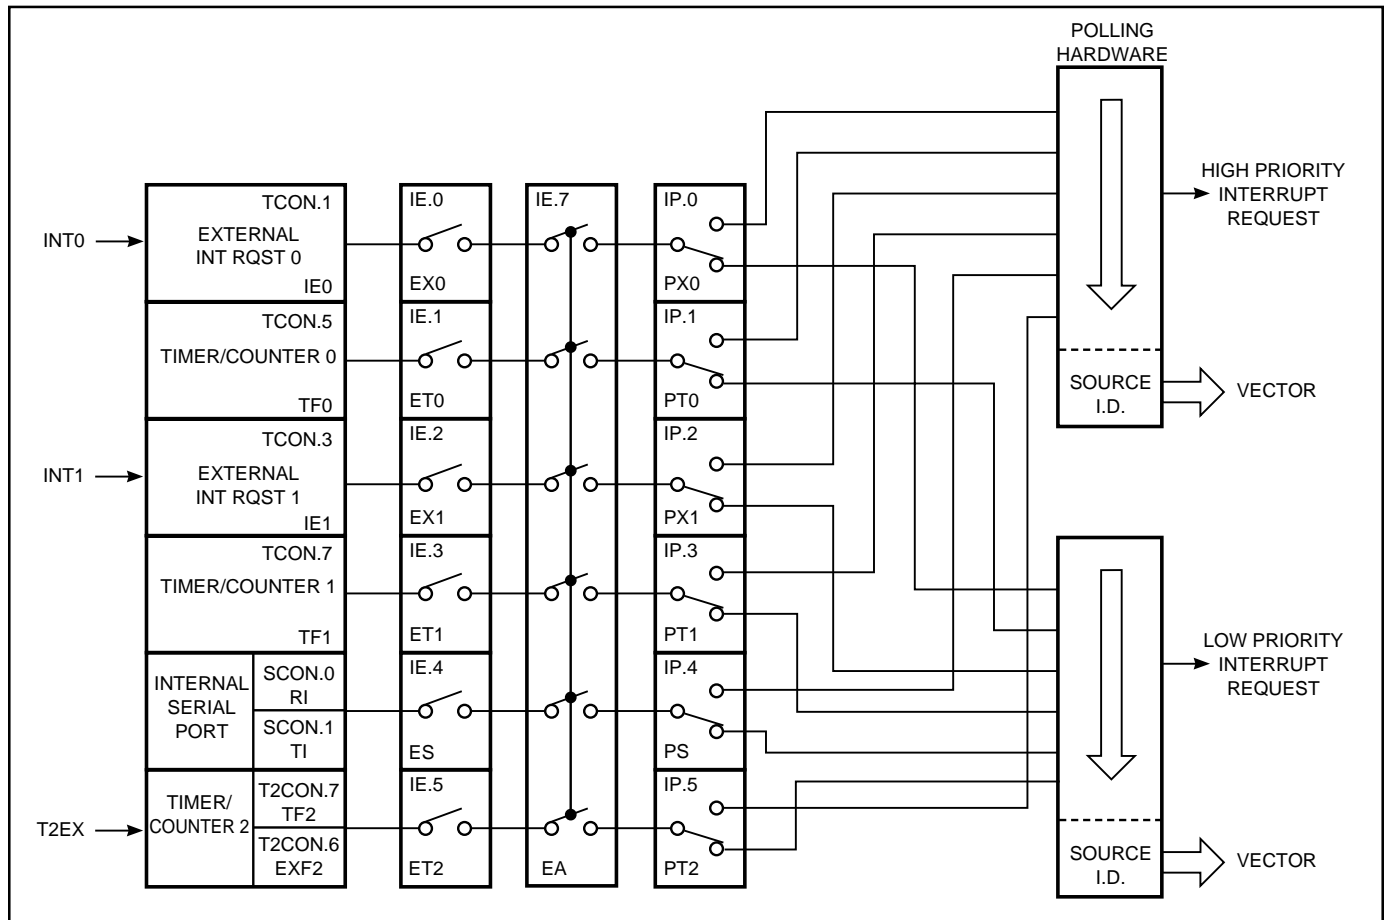 POLLING
HARDWARE
HIGH PRIORITY
INTERRUPT
REQUEST
SOURCE
I.D.
VECTOR
INT0
TCON.1
EXTERNAL
INT RQST 0
IE0
IE.0
EX0
IE.7
IP.0
PX0
TCON.5
TIMER/COUNTER 0
TF0
IE.1
ET0
IP.1
PT0
INT1
TCON.3
EXTERNAL
INT RQST 1
IE1
IE.2
EX1
IP.2
PX1
TCON.7
TIMER/COUNTER 1
TF1
IE.3
ET1
IP.3
PT1
INTERNAL
SERIAL
PORT
SCON.0
RI
SCON.1
TI
IE.4
ES
IP.4
PS
T2EX
TIMER/
COUNTER 2
T2CON.7
TF2
T2CON.6
EXF2
IE.5
ET2
EA
IP.5
PT2
LOW PRIORITY
INTERRUPT
REQUEST
SOURCE
I.D.
VECTOR